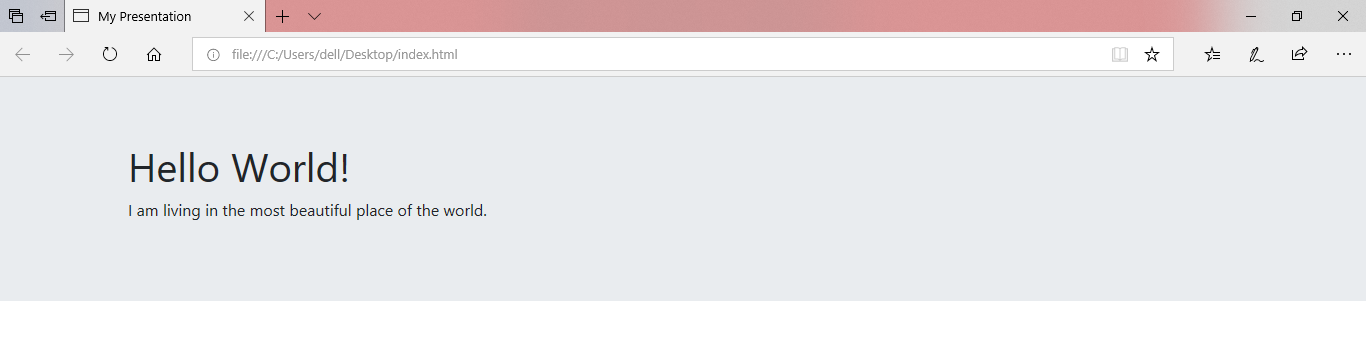 My Presentation
file:///C:/Users/dell/Desktop/index.html
Hello World!
I am living in the most beautiful place of the world.